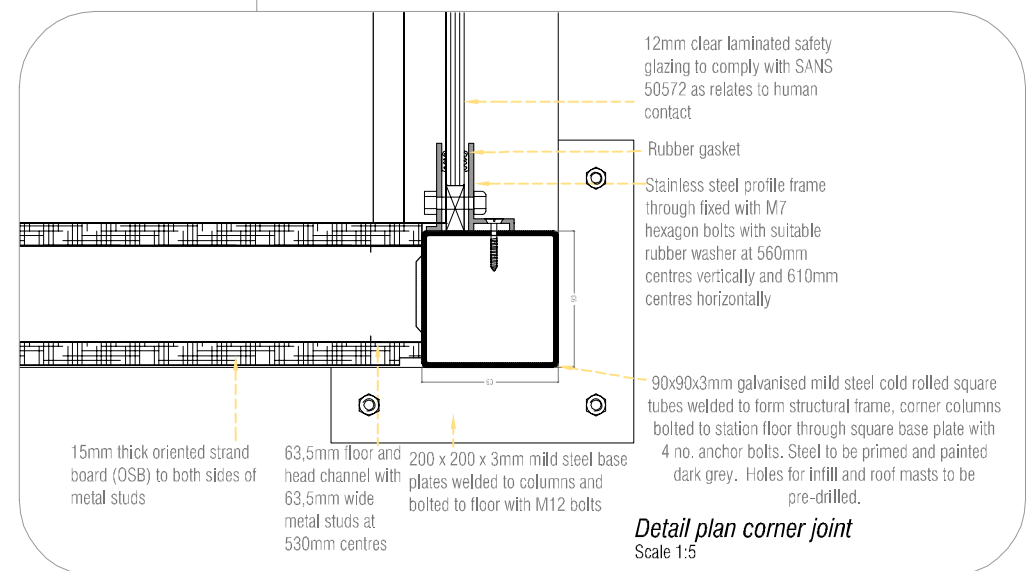 12mm clear laminated safety
glazing to comply with SANS
50572 as relates to human
contact
Rubber gasket
Stainless steel profile frame
through fixed with M7
hexagon bolts with suitable
rubber washer at 560mm
centres vertically and 610mm
centres horizontally
90x90x3mm galvanised mild steel cold rolled square
tubes welded to form structural frame, corner columns
bolted to station floor through square base plate with
4 no. anchor bolts. Steel to be primed and painted
dark grey. Holes for infill and roof masts to be
pre-drilled.
15mm thick oriented strand
board (OSB) to both sides of
metal studs
63,5mm floor and
head channel with
63,5mm wide
metal studs at
530mm centres
200 x 200 x 3mm mild steel base
plates welded to columns and
bolted to floor with M12 bolts
Detail plan corner joint
Scale 1:5